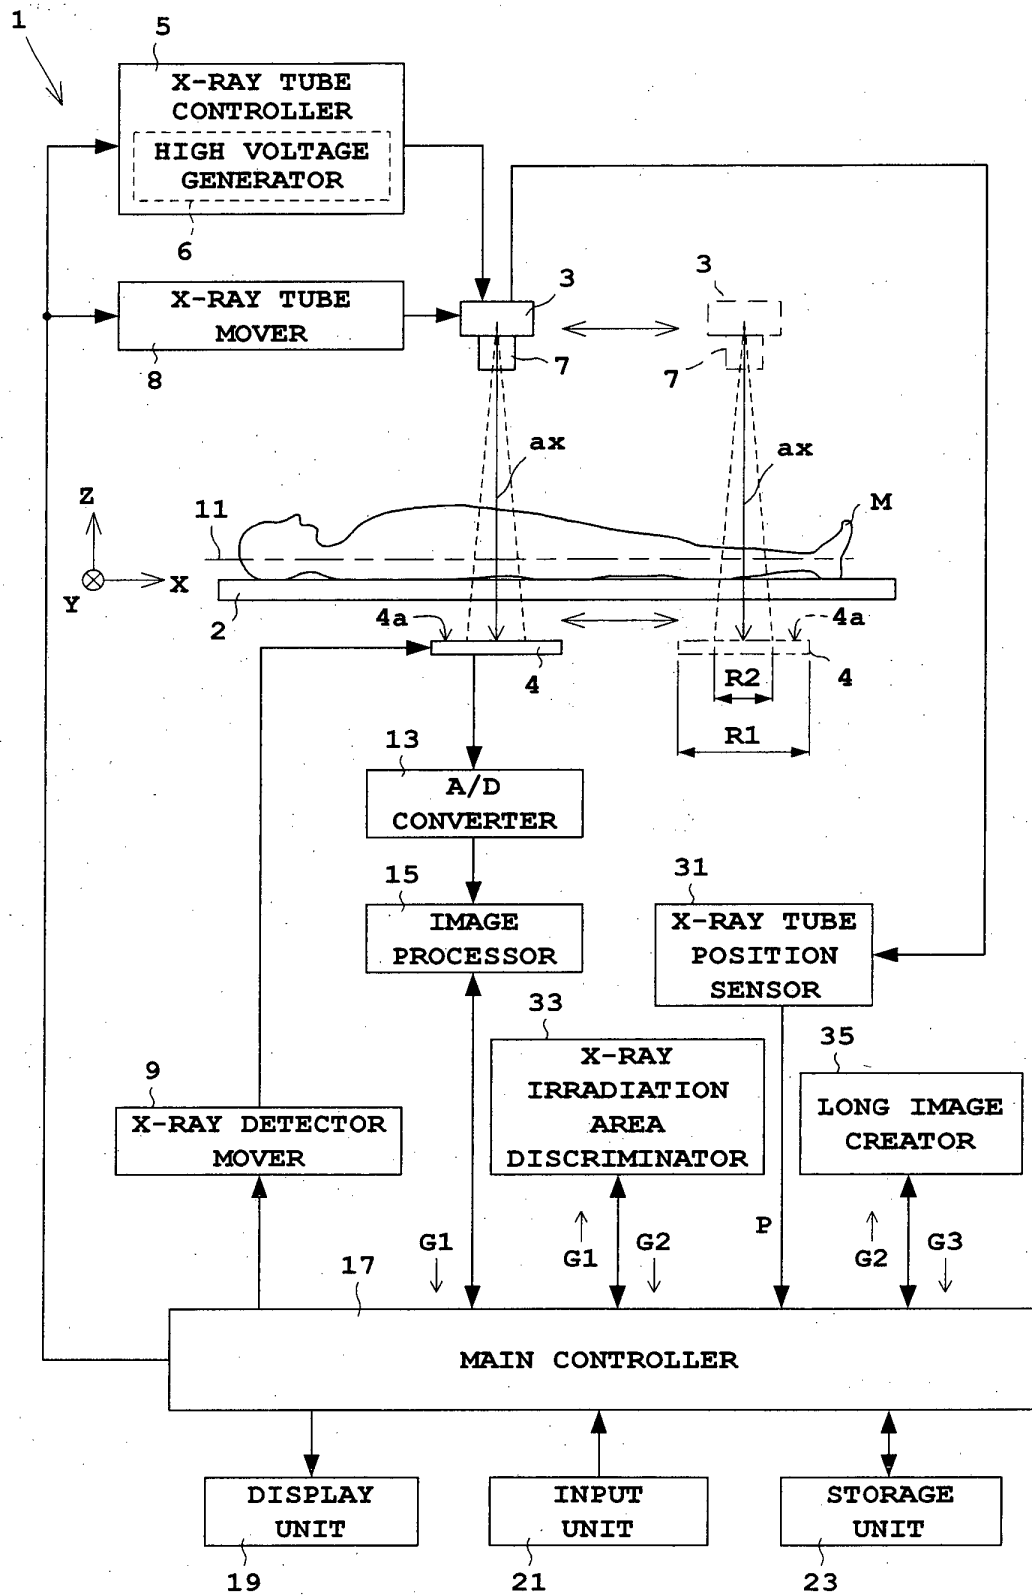 1
5
X-RAY TUBE
CONTROLLER
HIGH VOLTAGE
GENERATOR
6
X-RAY TUBE
MOVER
8
3
3
7
7
ax
ax
M
11
Z
X
Y
2
4a
4a
4
4
R2
R1
13
A/D
CONVERTER
15
IMAGE
PROCESSOR
31
X-RAY TUBE
POSITION
SENSOR
33
X-RAY
IRRADIATION
AREA
DISCRIMINATOR
35
LONG IMAGE
CREATOR
9
X-RAY DETECTOR
MOVER
G1
G1
G2
P
G2
G3
17
MAIN CONTROLLER
DISPLAY
UNIT
19
INPUT
UNIT
21
STORAGE
UNIT
23